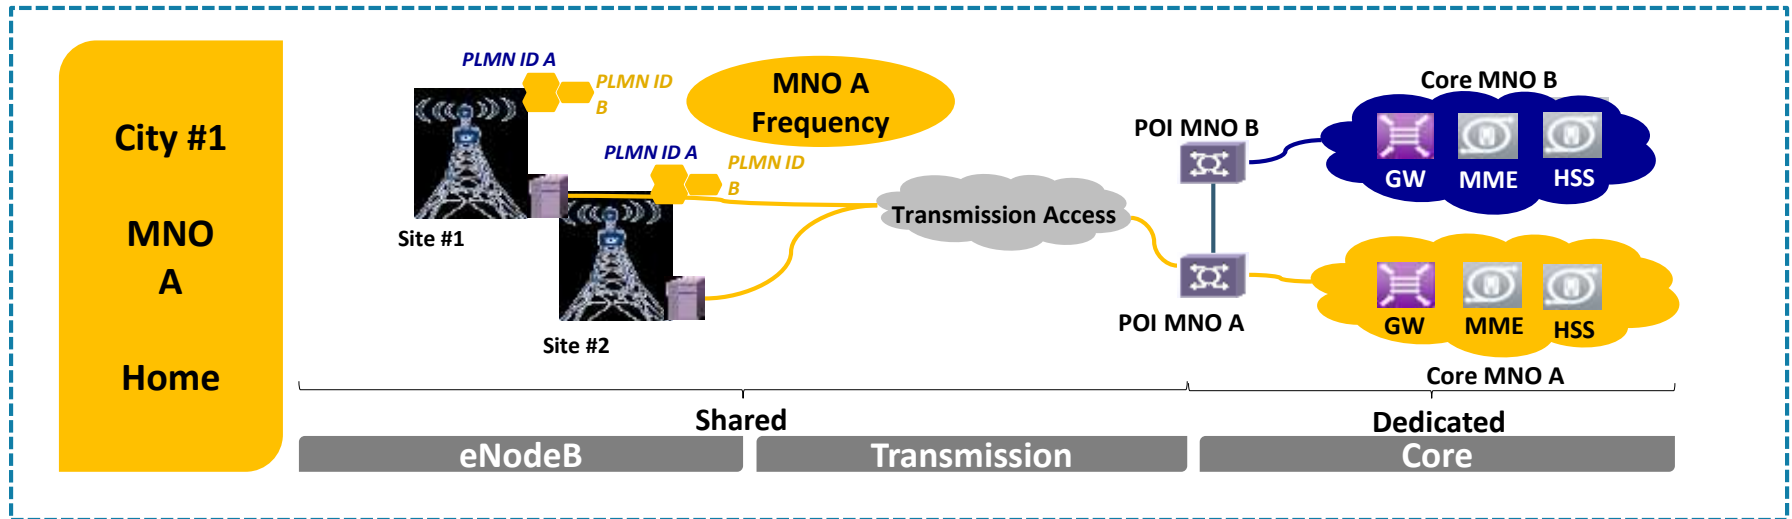 City #1
MNO
A
Home
PLMN ID A
PLMN ID
B
MNO A
Frequency
PLMN ID A
PLMN ID
B
Site #1
Site #2
Transmission Access
POI MNO B
POI MNO A
Core MNO B
GW MME HSS
GW MME HSS
Core MNO A
Shared
Dedicated
eNodeB
Transmission
Core